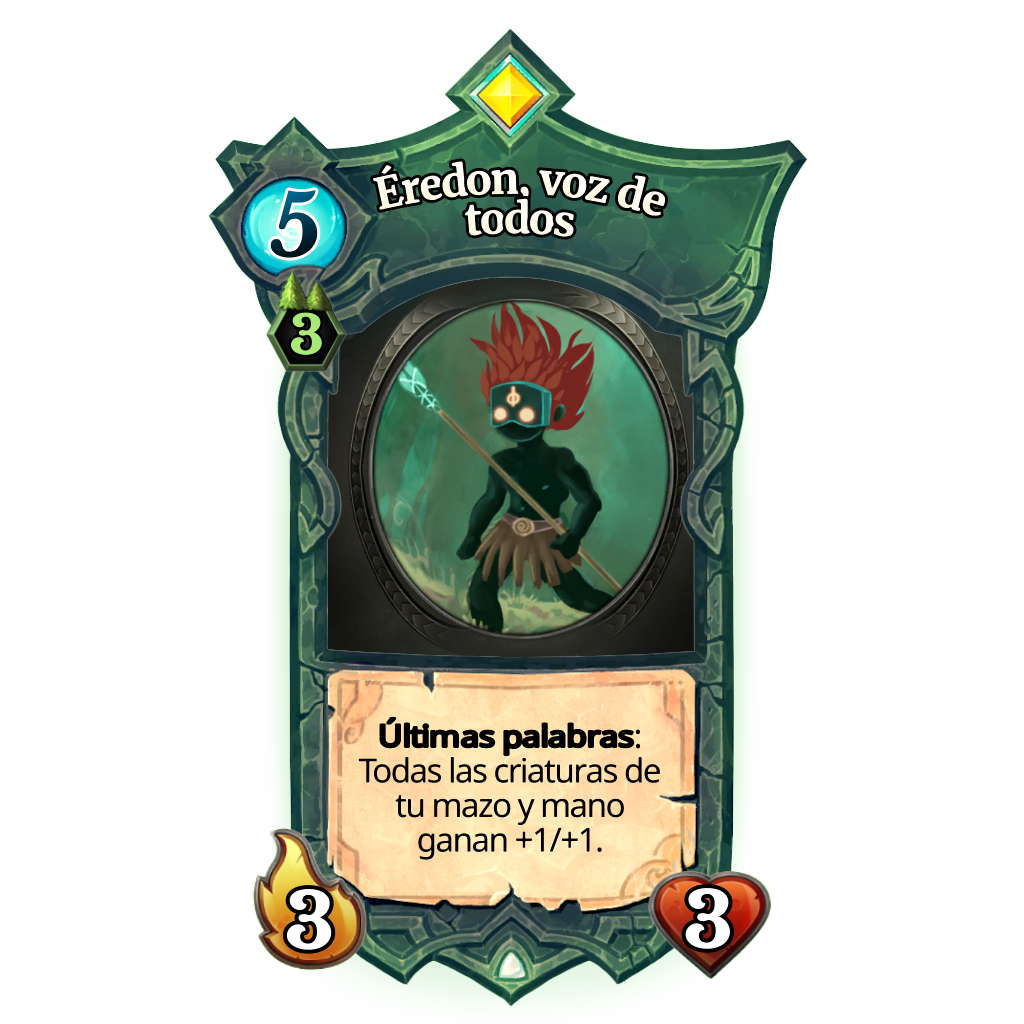 5
Éredon, voz de
todos
3
Últimas palabras:
Todas las criaturas de
tu mazo y mano
ganan +1/+1.
3
3